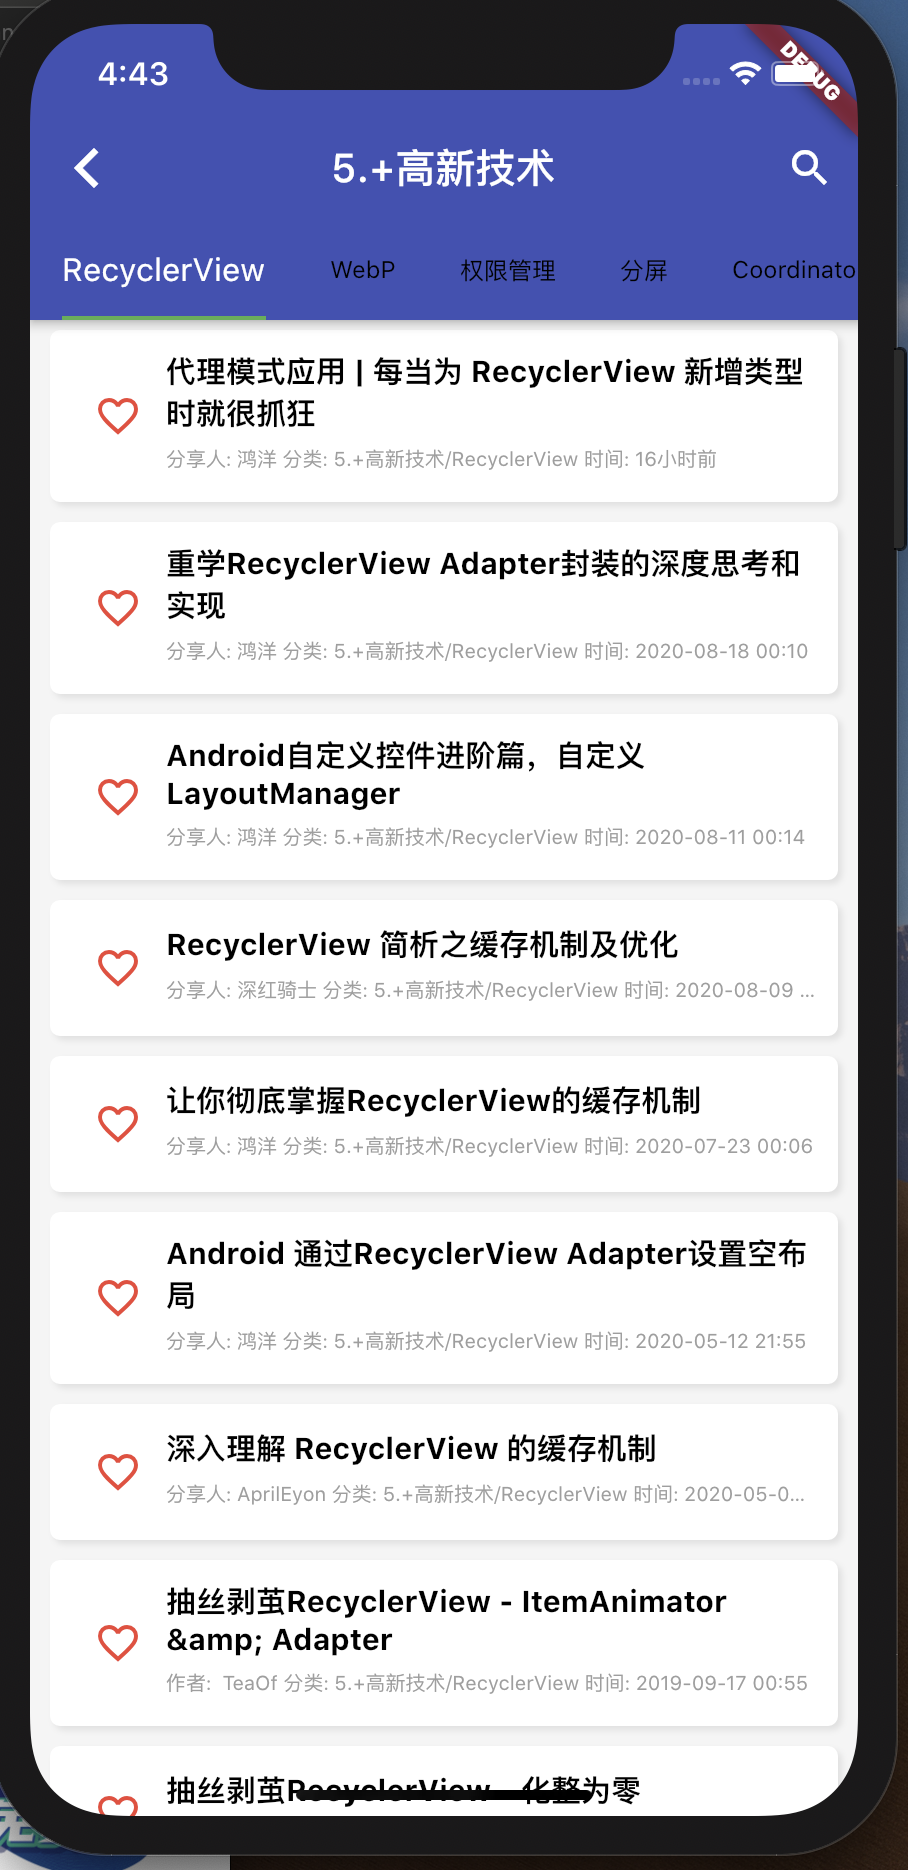 4:43
DEBUG
5.+高新技术
RecyclerView WebP 权限管理 分屏 Coordinato
代理模式应用 | 每当为 RecyclerView 新增类型
时就很抓狂
分享人: 鸿洋 分类: 5.+高新技术/RecyclerView 时间: 16小时前
重学RecyclerView Adapter封装的深度思考和
实现
分享人: 鸿洋 分类: 5.+高新技术/RecyclerView 时间: 2020-08-18 00:10
Android自定义控件进阶篇，自定义
LayoutManager
分享人: 鸿洋 分类: 5.+高新技术/RecyclerView 时间: 2020-08-11 00:14
RecyclerView 简析之缓存机制及优化
分享人: 深红骑士 分类: 5.+高新技术/RecyclerView 时间: 2020-08-09 ...
让你彻底掌握RecyclerView的缓存机制
分享人: 鸿洋 分类: 5.+高新技术/RecyclerView 时间: 2020-07-23 00:06
Android 通过RecyclerView Adapter设置空布
局
分享人: 鸿洋 分类: 5.+高新技术/RecyclerView 时间: 2020-05-12 21:55
深入理解 RecyclerView 的缓存机制
分享人: AprilEyon 分类: 5.+高新技术/RecyclerView 时间: 2020-05-0...
抽丝剥茧RecyclerView - ItemAnimator
&amp; Adapter
作者: TeaOf 分类: 5.+高新技术/RecyclerView 时间: 2019-09-17 00:55
抽丝剥茧RecyclerView - 化整为零